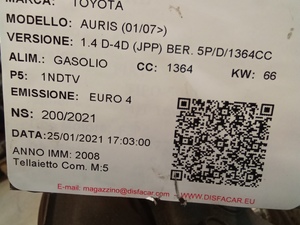 MARCA: TOYOTA
MODELLO: AURIS (01/07>)
VERSIONE: 1.4 D-4D (JPP) BER. 5P/D/1364CC
ALIM.: GASOLIO CC: 1364 KW: 66
P5: 1NDTV
EMISSIONE: EURO 4
NS: 200/2021
DATA:25/01/2021 17:03:00
ANNO IMM: 2008
Tellaietto Com. M:5
E-mail: magazzino@disfacar.com - WWW.DISFACAR.EU